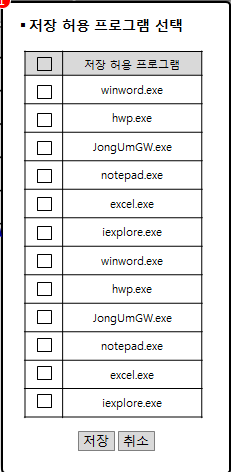 ▪ 저장 허용 프로그램 선택
저장 허용 프로그램
winword.exe
hwp.exe
JongUmGW.exe
notepad.exe
excel.exe
iexplore.exe
winword.exe
hwp.exe
JongUmGW.exe
notepad.exe
excel.exe
iexplore.exe
저장 취소